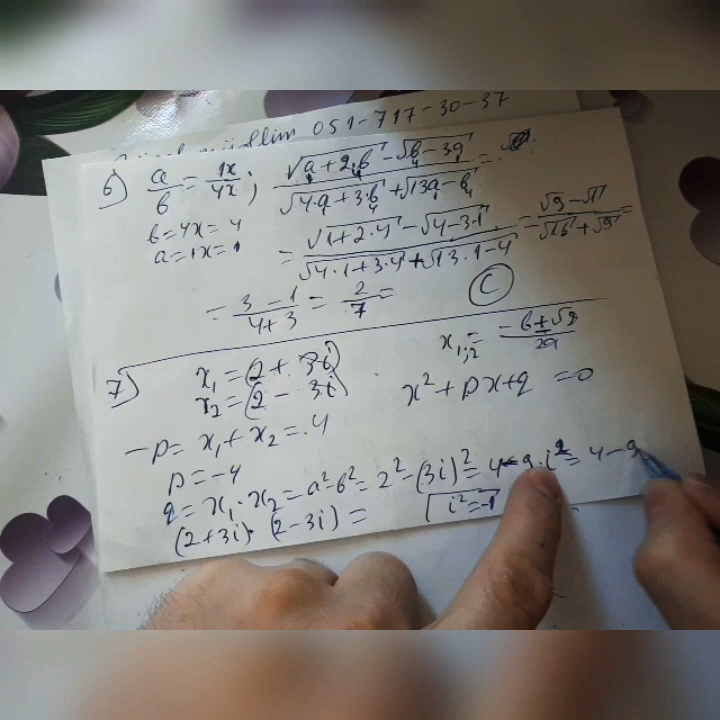 müəllim 051-717-30-37
6) a/b = 1x/4x; (√(a+2·b) - √(b-3a)) / (√(4·a+3·b) + √(13a-b)) =
b=4x=4
a=1x=1
= (√(1+2·4) - √(4-3·1)) / (√(4·1+3·4) + √(13·1-4)) = (√9-√1) / (√16+√9) =
= (3-1)/(4+3) = 2/7 = C
7) x₁=(2+3i)
x₂=(2-3i)
x₁;₂ = 
x²+px+q=0
-p= x₁+x₂=4
p=-4
q=x₁·x₂=a²-b²=2²-(3i)²=4-9·i²=4-9
(2+3i)·(2-3i)=
i²=-1